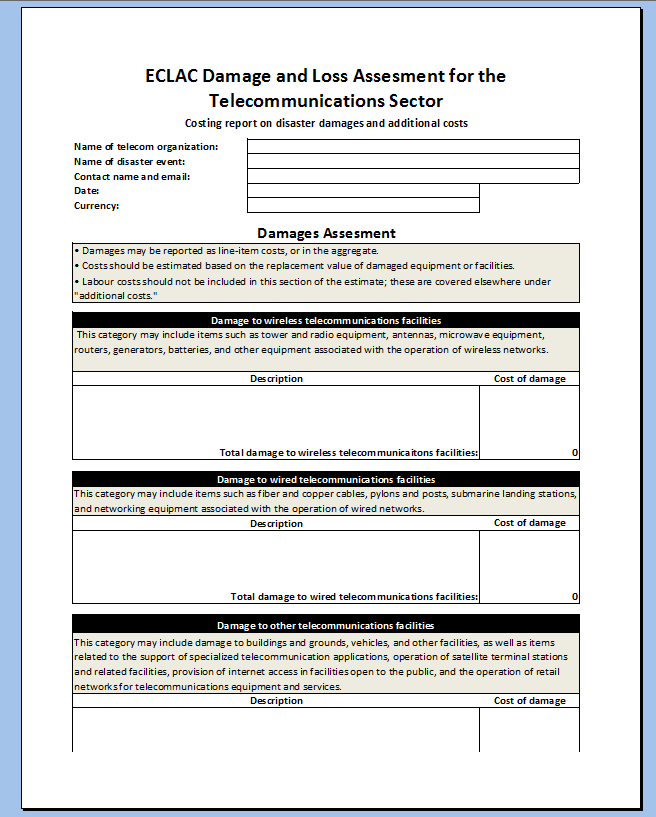 ECLAC Damage and Loss Assesment for the
Telecommunications Sector
Costing report on disaster damages and additional costs
Name of telecom organization:
Name of disaster event:
Contact name and email:
Date:
Currency:
Damages Assesment
• Damages may be reported as line-item costs, or in the aggregate.
• Costs should be estimated based on the replacement value of damaged equipment or facilities.
• Labour costs should not be included in this section of the estimate; these are covered elsewhere under
"additional costs."
Damage to wireless telecommunications facilities
This category may include items such as tower and radio equipment, antennas, microwave equipment,
routers, generators, batteries, and other equipment associated with the operation of wireless networks.
Description Cost of damage
Total damage to wireless telecommunicaitons facilities: 0
Damage to wired telecommunications facilities
This category may include items such as fiber and copper cables, pylons and posts, submarine landing stations,
and networking equipment associated with the operation of wired networks.
Description Cost of damage
Total damage to wired telecommunications facilities: 0
Damage to other telecommunications facilities
This category may include damage to buildings and grounds, vehicles, and other facilities, as well as items
related to the support of specialized telecommunication applications, operation of satellite terminal stations
and related facilities, provision of internet access in facilities open to the public, and the operation of retail
networks for telecommunications equipment and services.
Description Cost of damage